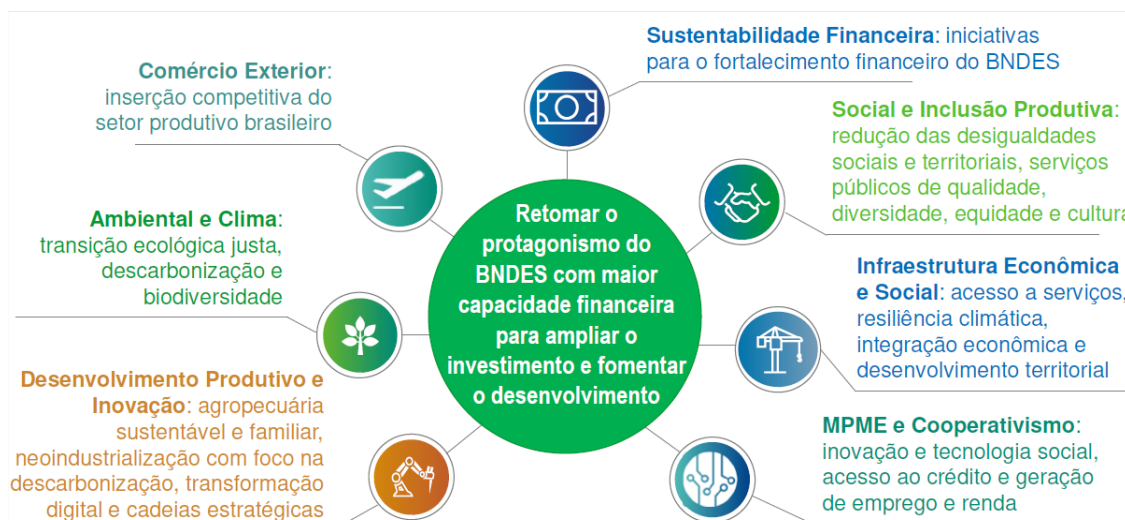 Sustentabilidade Financeira: iniciativas
para o fortalecimento financeiro do BNDES
Comércio Exterior:
inserção competitiva do
setor produtivo brasileiro
Social e Inclusão Produtiva:
redução das desigualdades
sociais e territoriais, serviços
públicos de qualidade,
diversidade, equidade e cultura
Ambiental e Clima:
transição ecológica justa,
descarbonização e
biodiversidade
Retomar o
protagonismo do
BNDES com maior
capacidade financeira
para ampliar o
investimento e fomentar
o desenvolvimento
Infraestrutura Econômica
e Social: acesso a serviços,
resiliência climática,
integração econômica e
desenvolvimento territorial
Desenvolvimento Produtivo e
Inovação: agropecuária
sustentável e familiar,
neoindustrialização com foco na
descarbonização, transformação
digital e cadeias estratégicas
MPME e Cooperativismo:
inovação e tecnologia social,
acesso ao crédito e geração
de emprego e renda